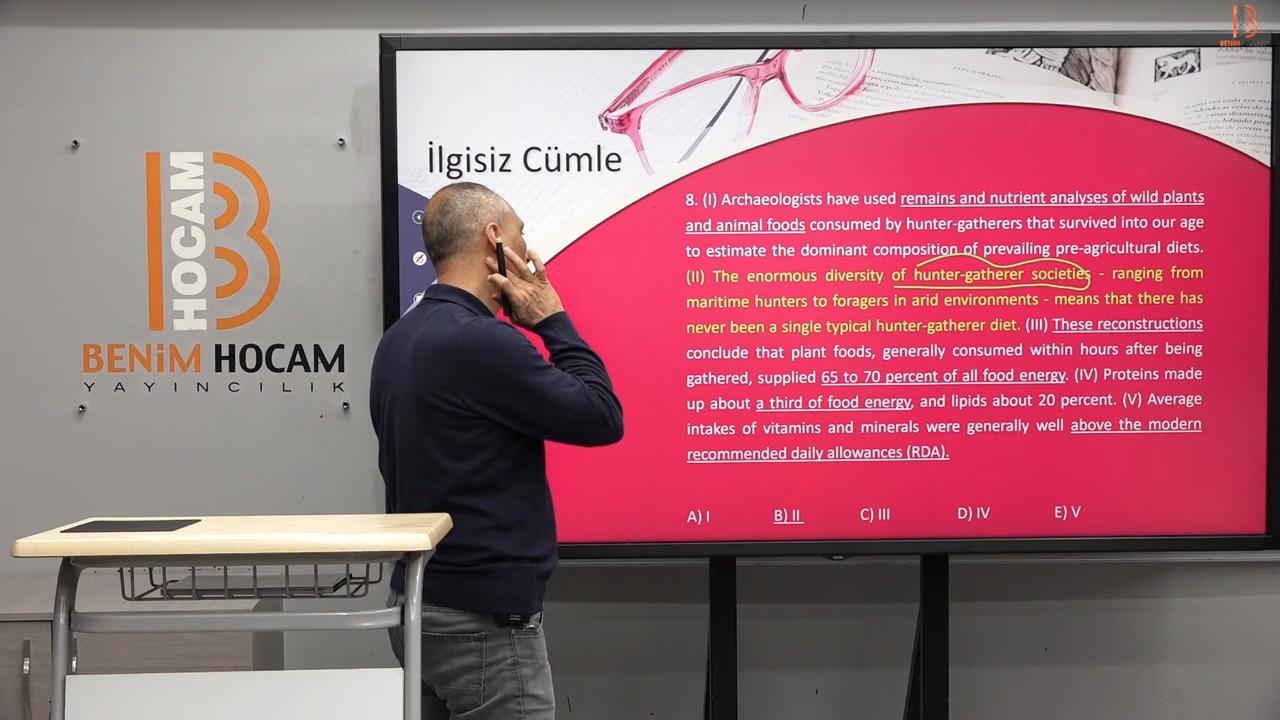 BENİM HOCAM
HOCAM
BENİM HOCAM
YAYINCILIK
İlgisiz Cümle
8. (I) Archaeologists have used remains and nutrient analyses of wild plants
and animal foods consumed by hunter-gatherers that survived into our age
to estimate the dominant composition of prevailing pre-agricultural diets.
(II) The enormous diversity of hunter-gatherer societies - ranging from
maritime hunters to foragers in arid environments - means that there has
never been a single typical hunter-gatherer diet. (III) These reconstructions
conclude that plant foods, generally consumed within hours after being
gathered, supplied 65 to 70 percent of all food energy. (IV) Proteins made
up about a third of food energy, and lipids about 20 percent. (V) Average
intakes of vitamins and minerals were generally well above the modern
recommended daily allowances (RDA).
A) I B) II C) III D) IV E) V